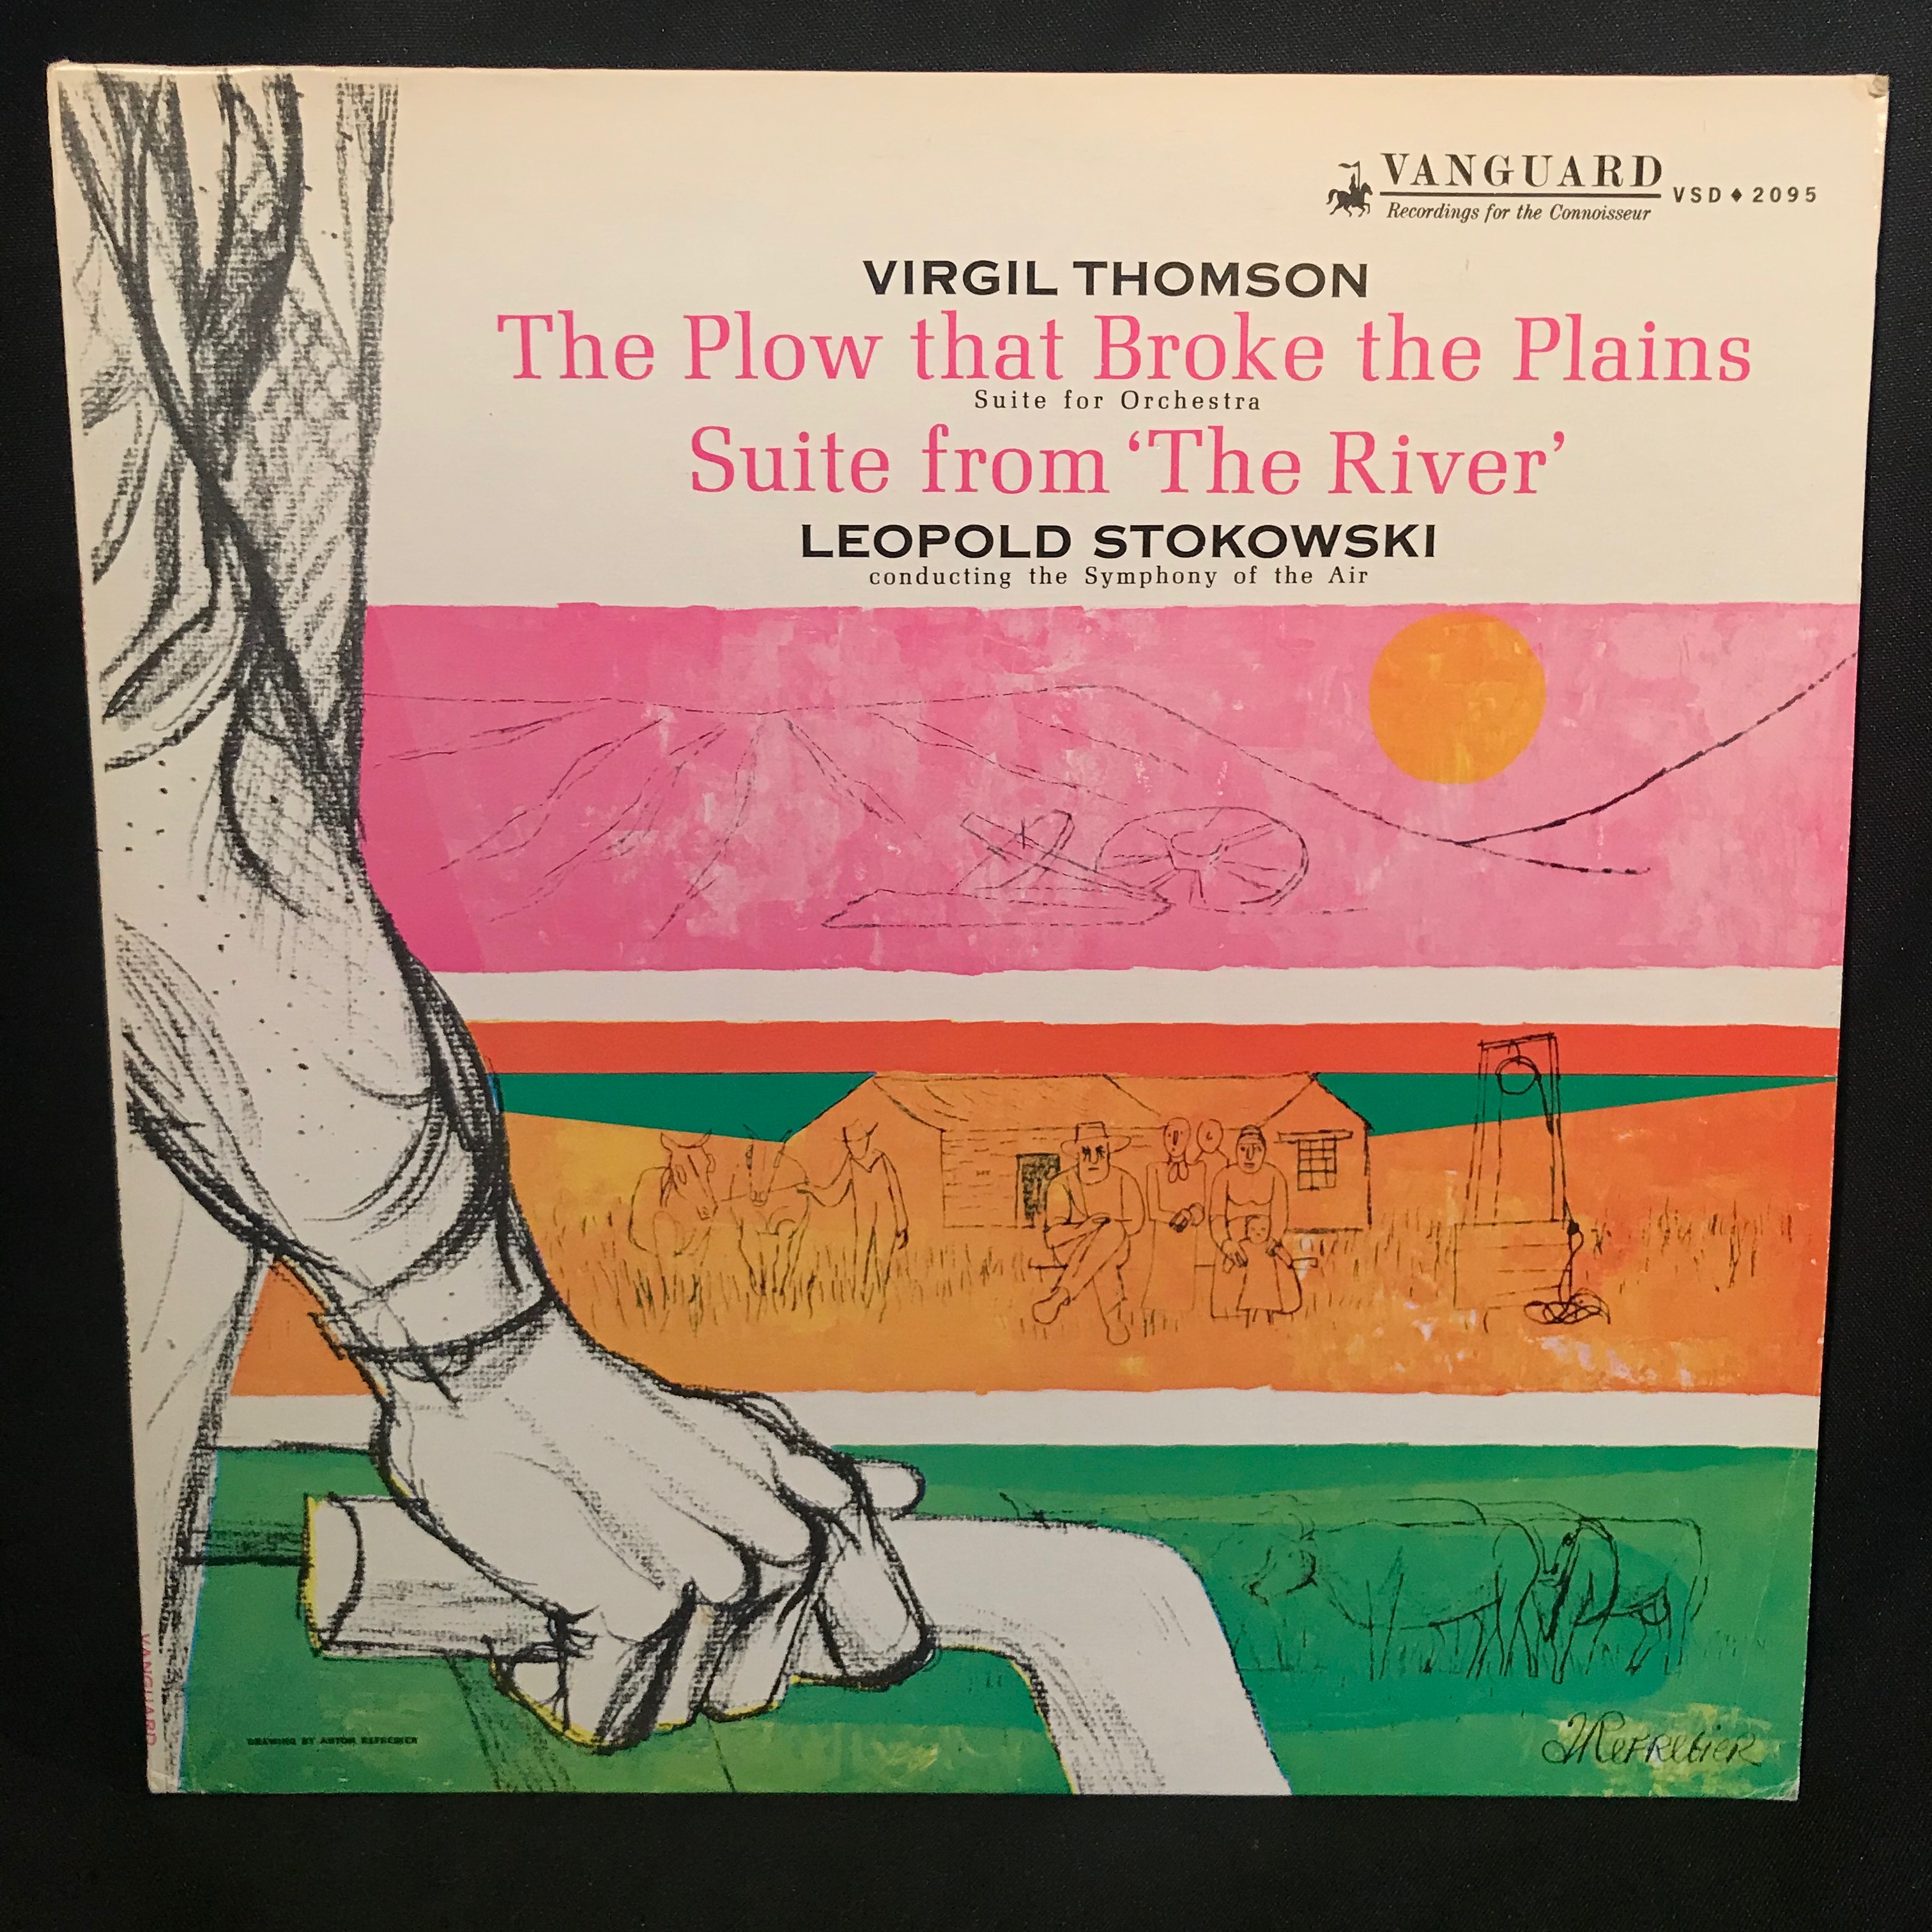 VANGUARD
Recordings for the Connoisseur
VSD♦2095
VIRGIL THOMSON
The Plow that Broke the Plains
Suite for Orchestra
Suite from ‘The River’
LEOPOLD STOKOWSKI
conducting the Symphony of the Air
VANGUARD
DRAWING BY ANTON REFREGIER
Refregier